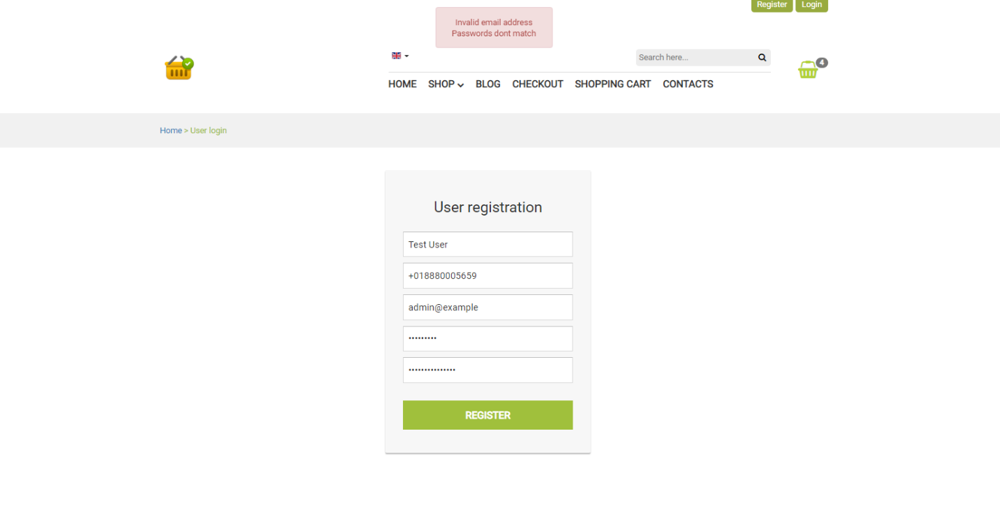 Register Login
Invalid email address
Passwords dont match
Search here...
4
HOME SHOP BLOG CHECKOUT SHOPPING CART CONTACTS
Home > User login
User registration
Test User
+018880005659
admin@example
•••••••••
•••••••••••••••
REGISTER